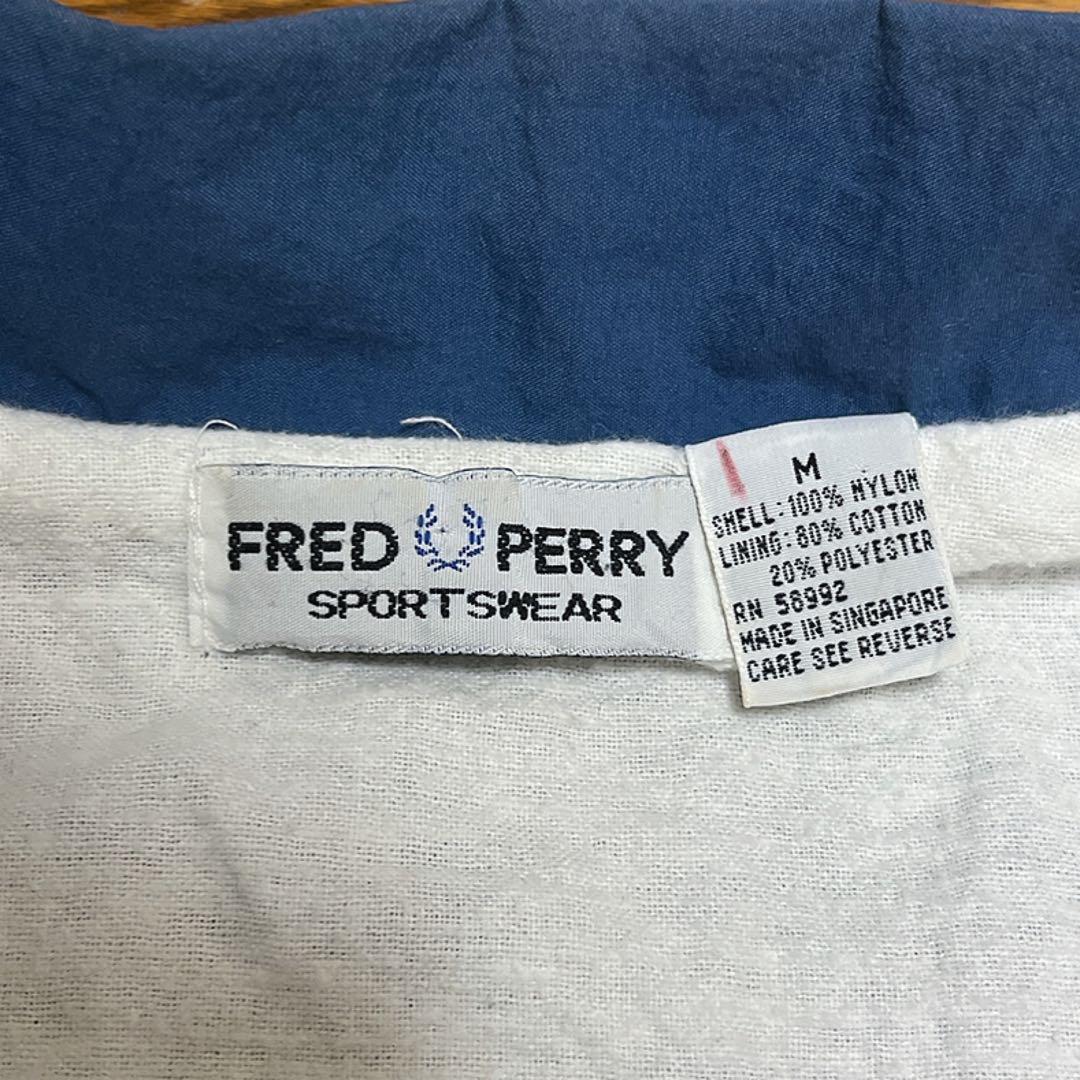 FRED PERRY
SPORTSWEAR
M
SHELL: 100% NYLON
LINING: 80% COTTON
20% POLYESTER
RN 58992
MADE IN SINGAPORE
CARE SEE REVERSE